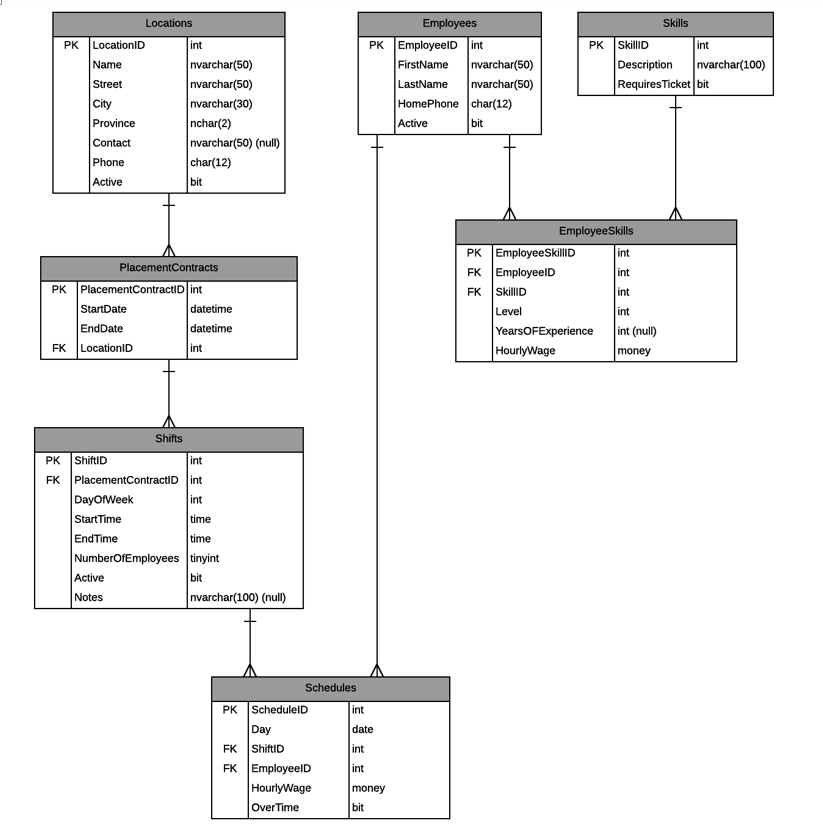 Locations
PK LocationID int
Name nvarchar(50)
Street nvarchar(50)
City nvarchar(30)
Province nchar(2)
Contact nvarchar(50) (null)
Phone char(12)
Active bit
Employees
PK EmployeeID int
FirstName nvarchar(50)
LastName nvarchar(50)
HomePhone char(12)
Active bit
Skills
PK SkillID int
Description nvarchar(100)
RequiresTicket bit
EmployeeSkills
PK EmployeeSkillID int
FK EmployeeID int
FK SkillID int
Level int
YearsOFExperience int (null)
HourlyWage money
PlacementContracts
PK PlacementContractID int
StartDate datetime
EndDate datetime
FK LocationID int
Shifts
PK ShiftID int
FK PlacementContractID int
DayOfWeek int
StartTime time
EndTime time
NumberOfEmployees tinyint
Active bit
Notes nvarchar(100) (null)
Schedules
PK ScheduleID int
Day date
FK ShiftID int
FK EmployeeID int
HourlyWage money
OverTime bit